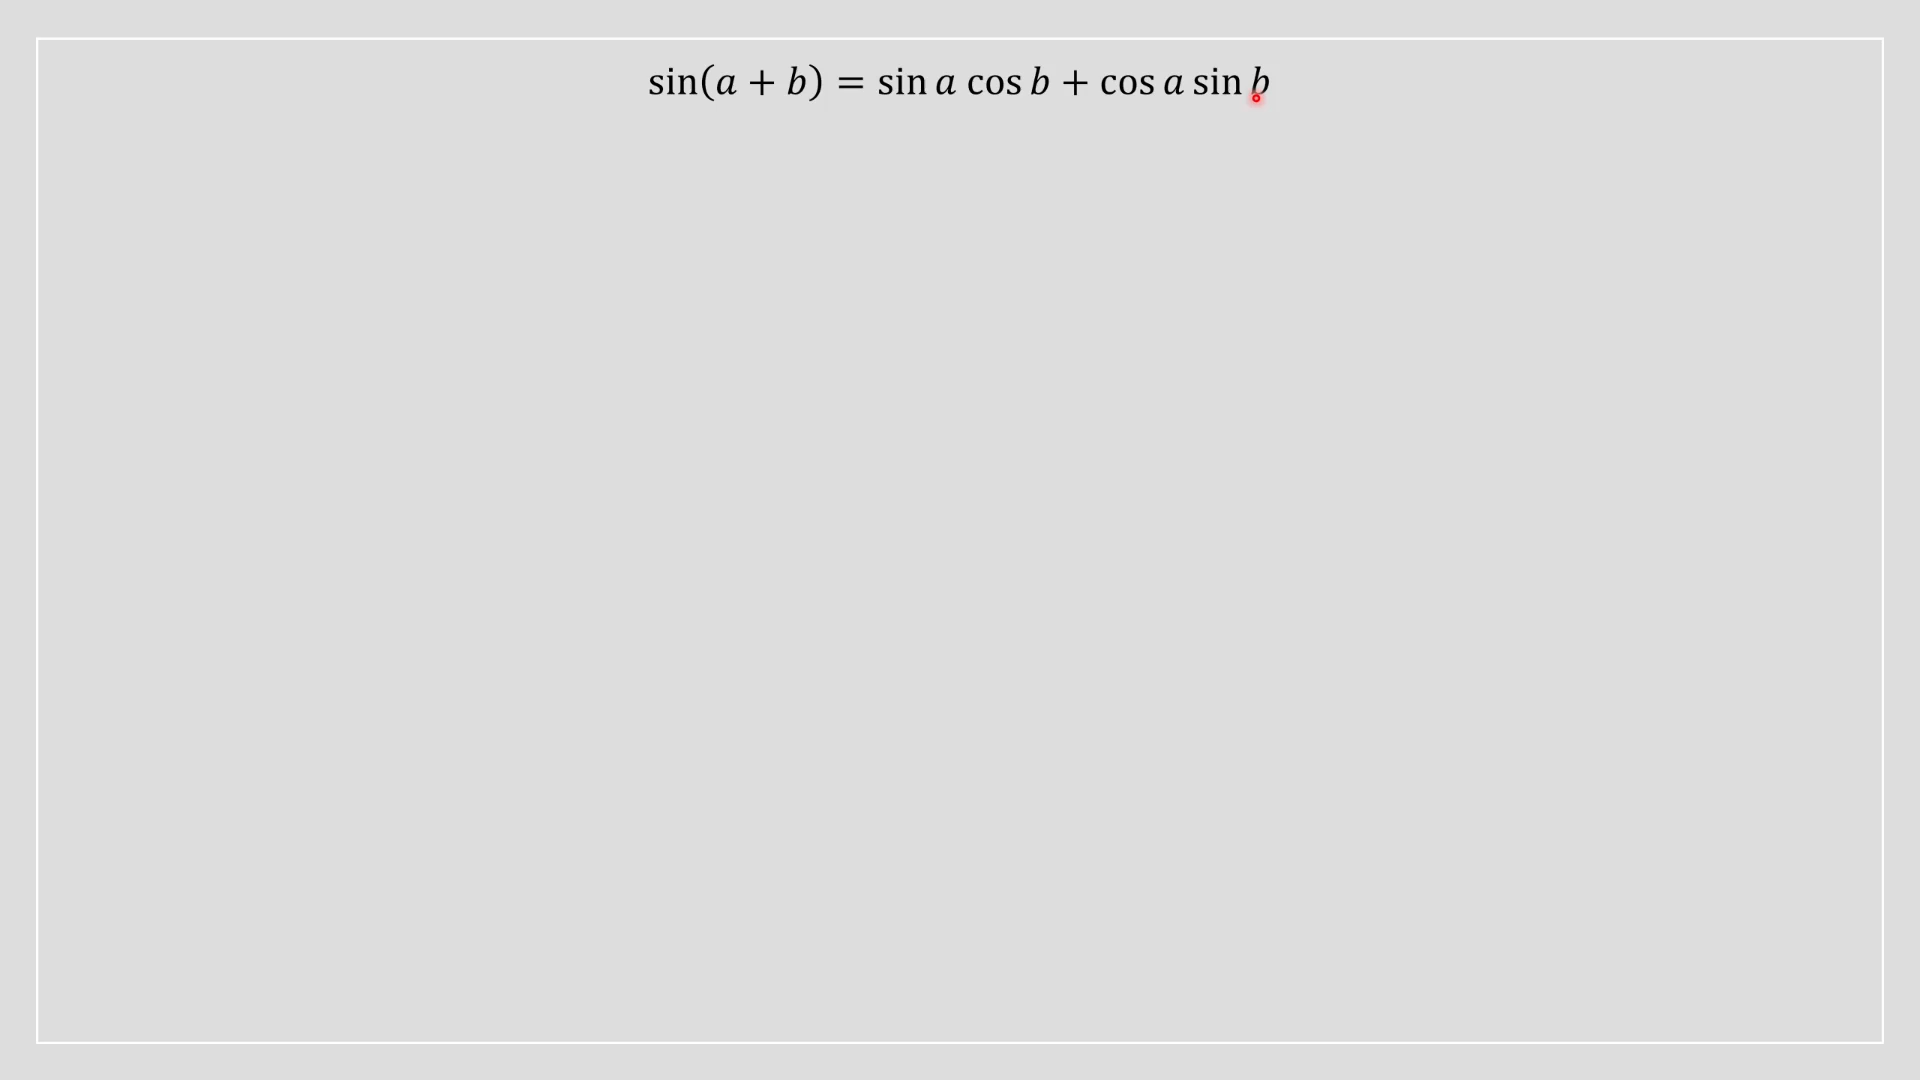 sin(a + b) = sin a cos b + cos a sin b